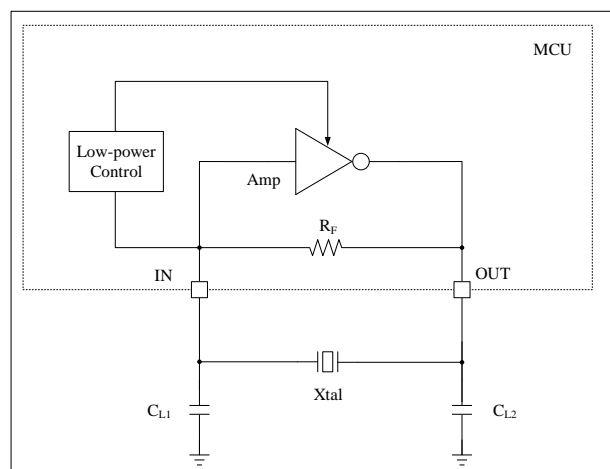 MCU
Low-power
Control
Amp
R_F
IN
OUT
Xtal
C_L1
C_L2